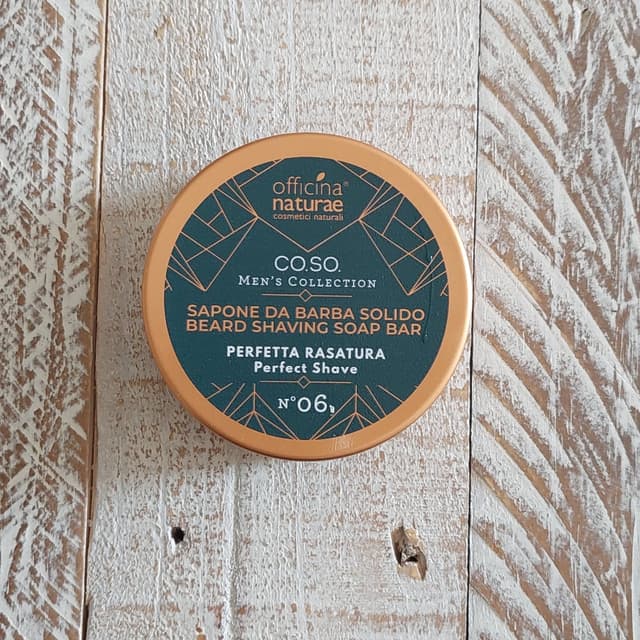 officina®
naturae
cosmetici naturali
CO.SO.
MEN'S COLLECTION
SAPONE DA BARBA SOLIDO
BEARD SHAVING SOAP BAR
PERFETTA RASATURA
Perfect Shave
N°06